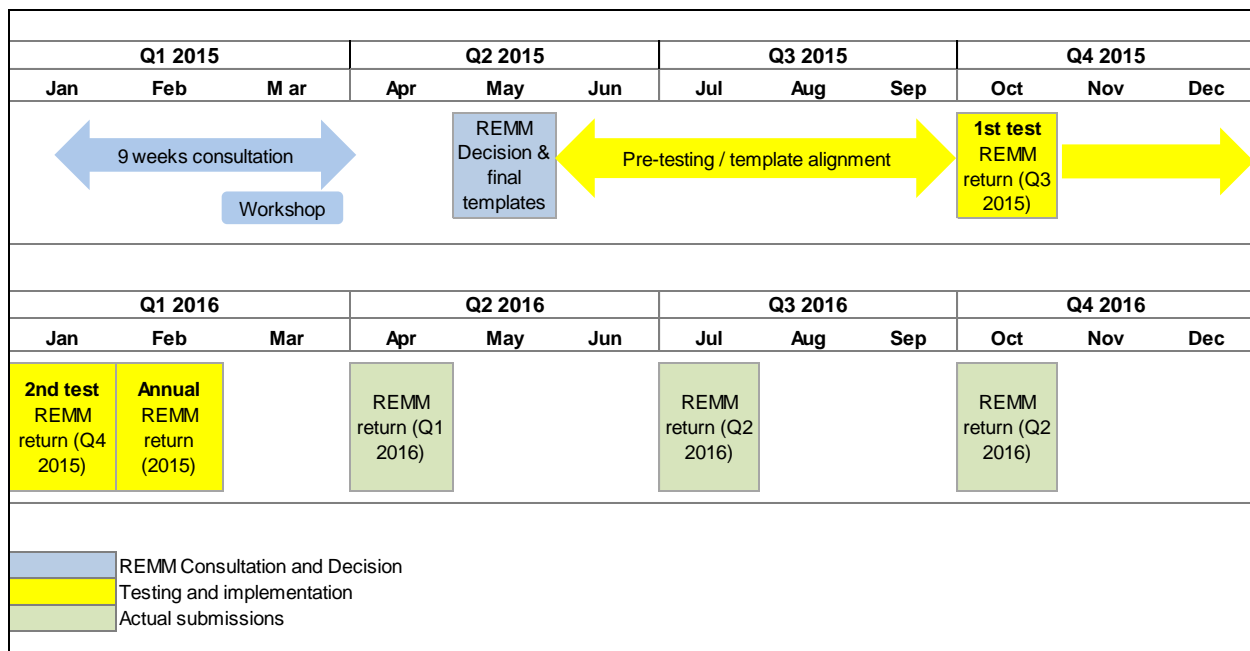 Q1 2015 Q2 2015 Q3 2015 Q4 2015
Jan Feb M ar Apr May Jun Jul Aug Sep Oct Nov Dec
9 weeks consultation
Workshop
REMM
Decision &
final
templates
Pre-testing / template alignment
1st test
REMM
return (Q3
2015)
Q1 2016 Q2 2016 Q3 2016 Q4 2016
Jan Feb Mar Apr May Jun Jul Aug Sep Oct Nov Dec
2nd test
REMM
return (Q4
2015)
Annual
REMM
return
(2015)
REMM
return (Q1
2016)
REMM
return (Q2
2016)
REMM
return (Q2
2016)
REMM Consultation and Decision
Testing and implementation
Actual submissions